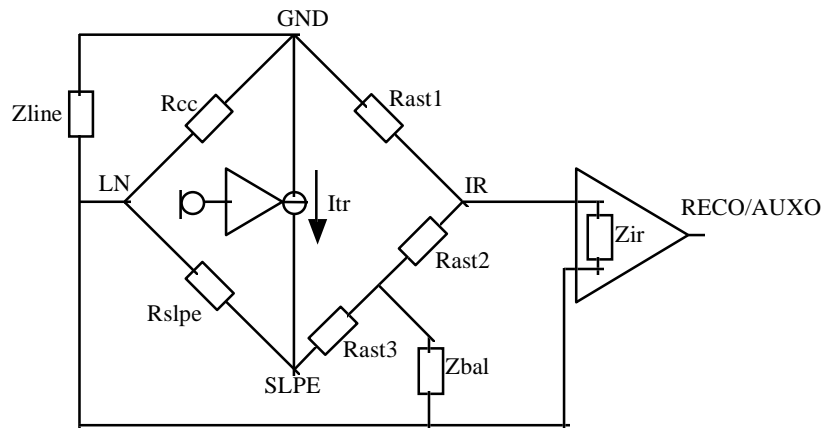 GND
Rcc
Rast1
Zline
LN
IR
Itr
RECO/AUXO
Zir
Rast2
Rslpe
Rast3
Zbal
SLPE